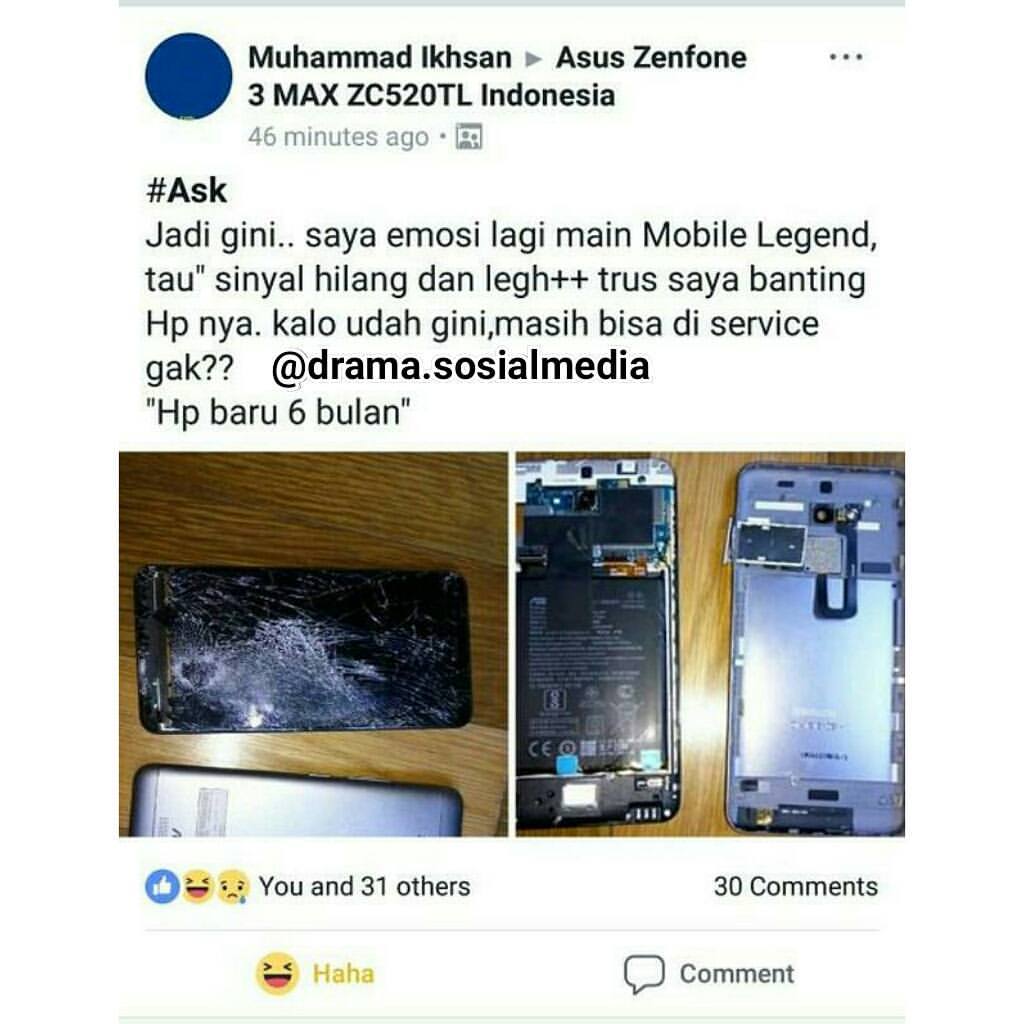 Muhammad Ikhsan ▸ Asus Zenfone
3 MAX ZC520TL Indonesia
46 minutes ago •
#Ask
Jadi gini.. saya emosi lagi main Mobile Legend,
tau" sinyal hilang dan legh++ trus saya banting
Hp nya. kalo udah gini,masih bisa di service
gak?? @drama.sosialmedia
"Hp baru 6 bulan"
CE
You and 31 others
30 Comments
Haha
Comment